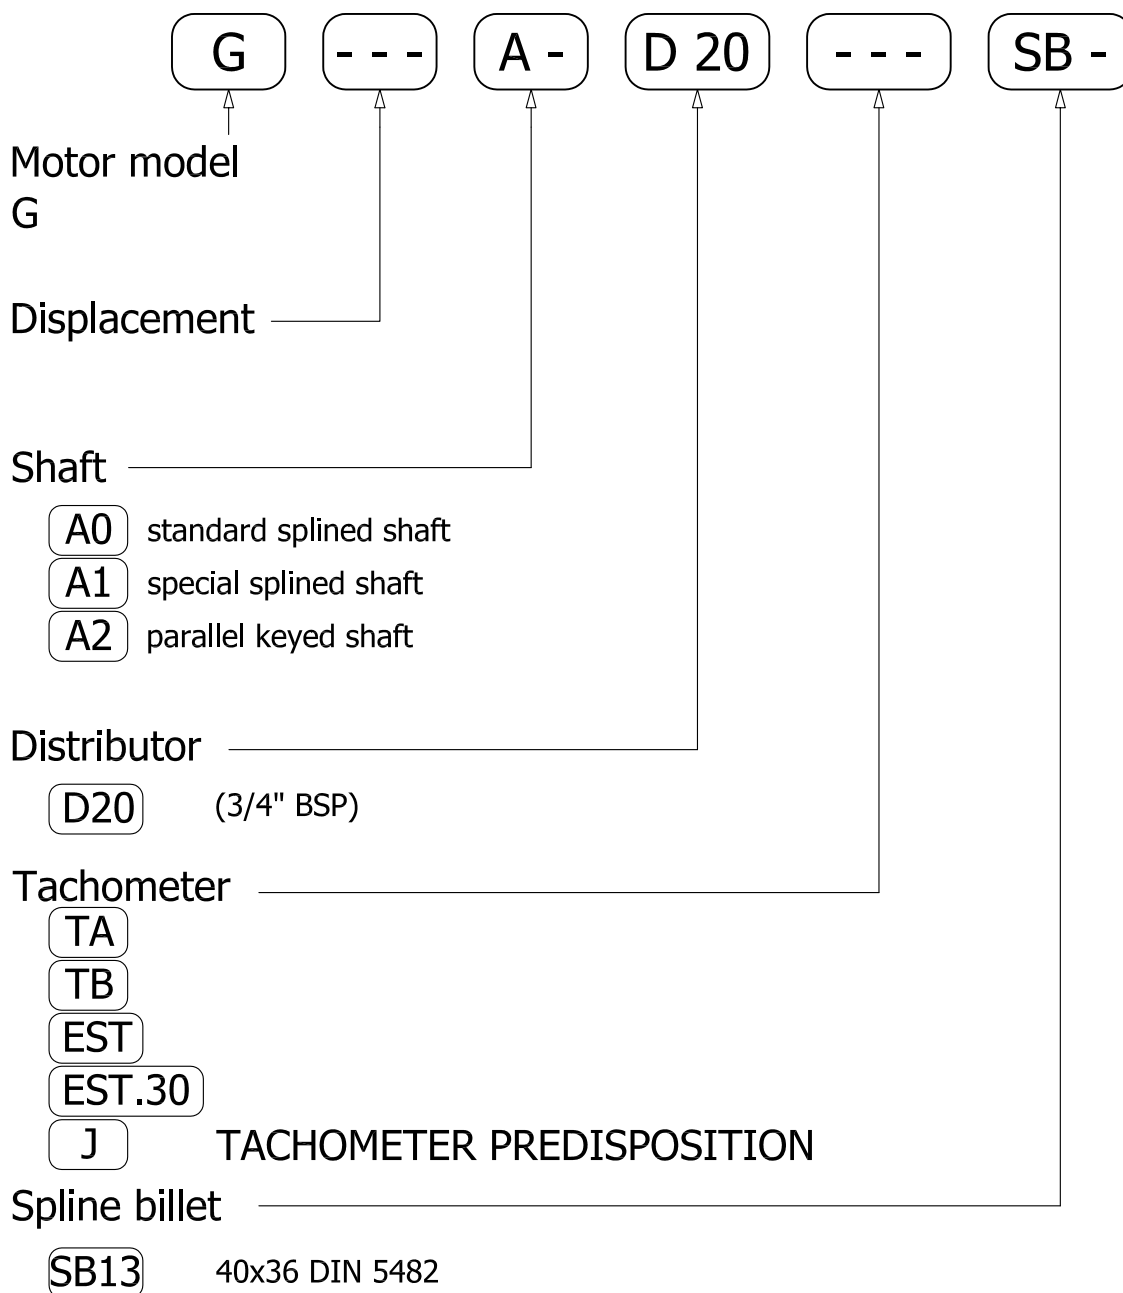 G - - - A - D 20 - - - SB -
Motor model
G
Displacement
Shaft
A0 standard splined shaft
A1 special splined shaft
A2 parallel keyed shaft
Distributor
D20 (3/4" BSP)
Tachometer
TA
TB
EST
EST.30
J TACHOMETER PREDISPOSITION
Spline billet
SB13 40x36 DIN 5482